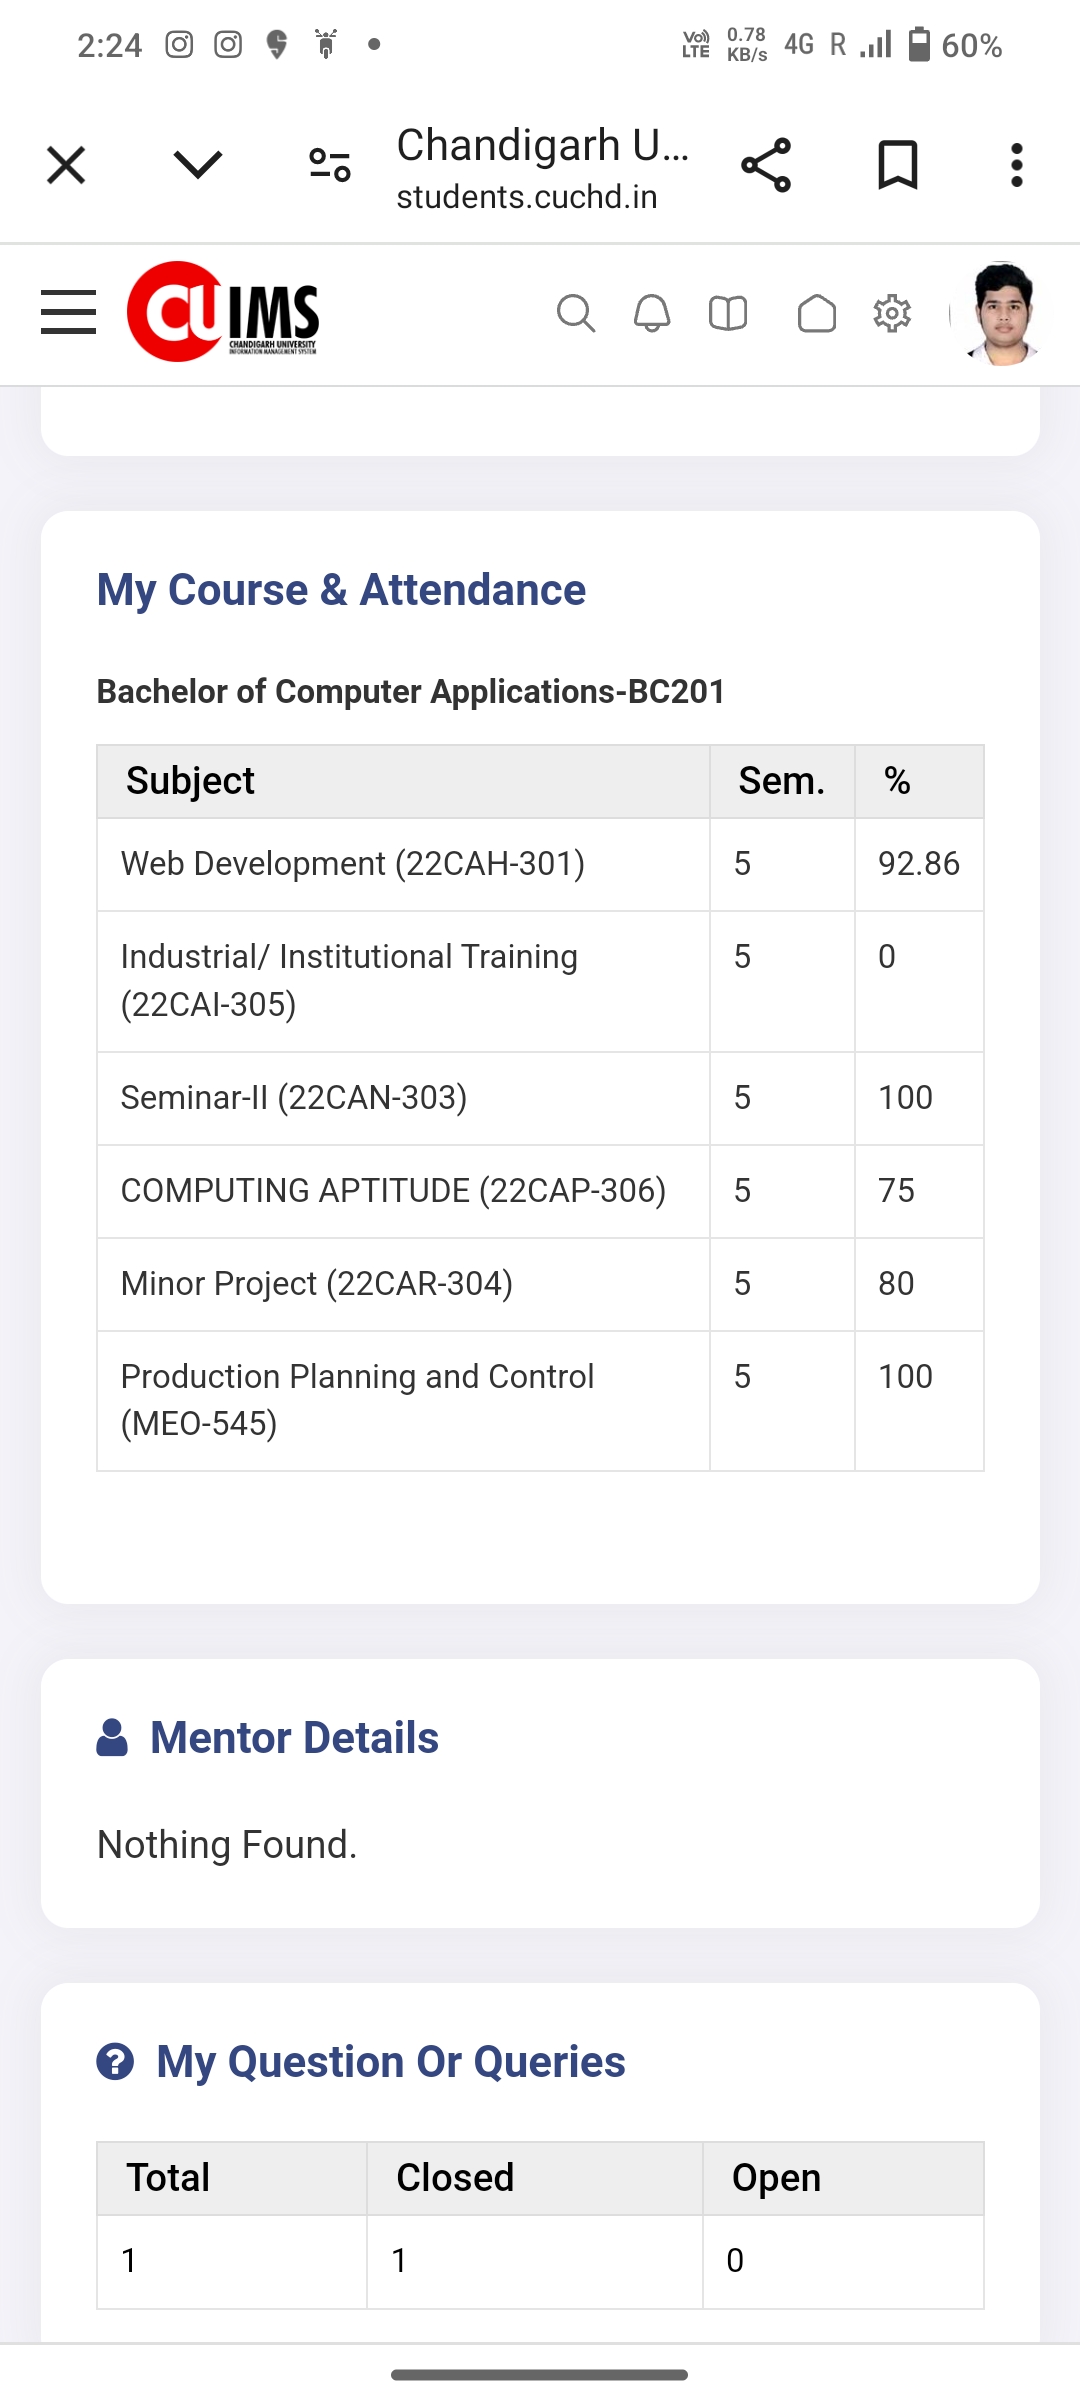 2:24
Vo) LTE 0.78 KB/s 4G R 60%
Chandigarh U...
students.cuchd.in
CU IMS
CHANDIGARH UNIVERSITY
INFORMATION MANAGEMENT SYSTEM
My Course & Attendance
Bachelor of Computer Applications-BC201
Subject Sem. %
Web Development (22CAH-301) 5 92.86
Industrial/ Institutional Training 5 0
(22CAI-305)
Seminar-II (22CAN-303) 5 100
COMPUTING APTITUDE (22CAP-306) 5 75
Minor Project (22CAR-304) 5 80
Production Planning and Control 5 100
(MEO-545)
Mentor Details
Nothing Found.
My Question Or Queries
Total Closed Open
1 1 0